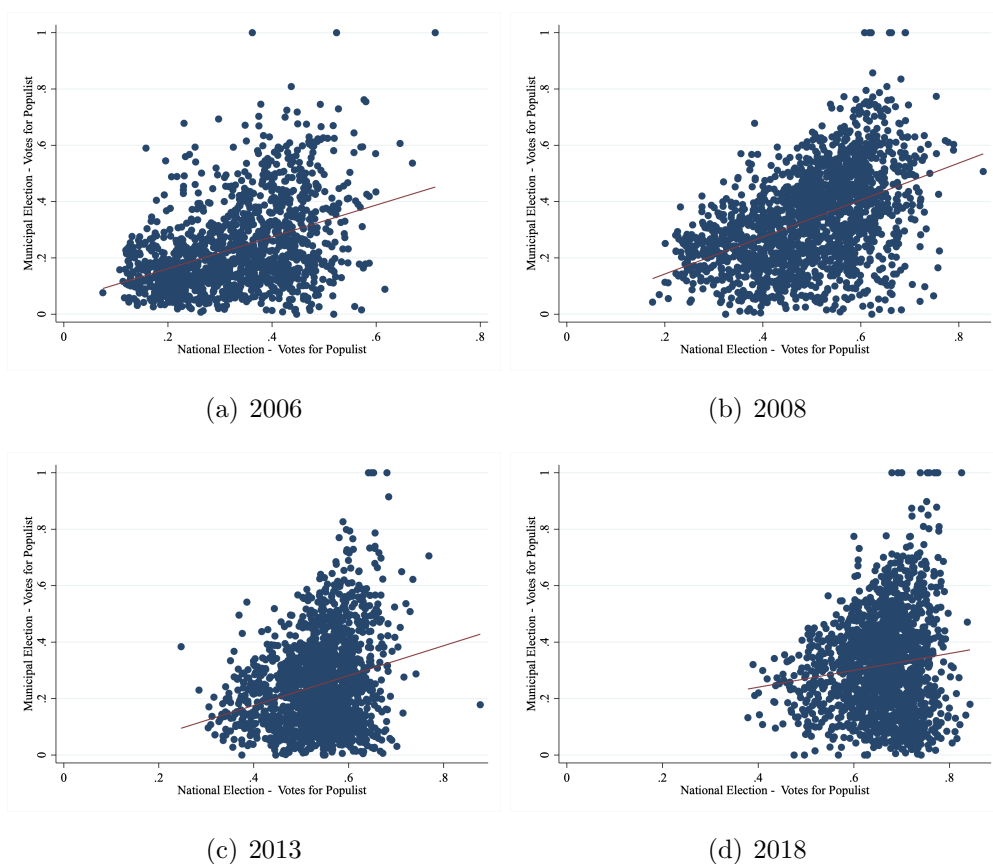 Municipal Election - Votes for Populist
0 .2 .4 .6 .8 1
0 .2 .4 .6 .8
National Election - Votes for Populist
(a) 2006
Municipal Election - Votes for Populist
0 .2 .4 .6 .8 1
0 .2 .4 .6 .8
National Election - Votes for Populist
(b) 2008
Municipal Election - Votes for Populist
0 .2 .4 .6 .8 1
0 .2 .4 .6 .8
National Election - Votes for Populist
(c) 2013
Municipal Election - Votes for Populist
0 .2 .4 .6 .8 1
0 .2 .4 .6 .8
National Election - Votes for Populist
(d) 2018